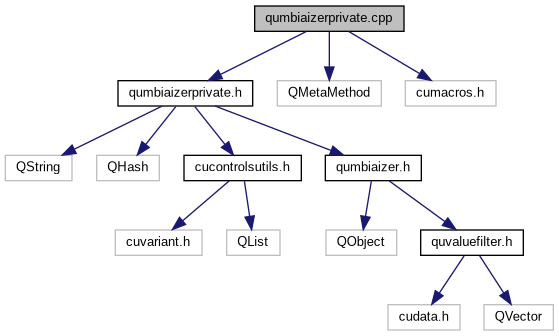 qumbiaizerprivate.cpp
qumbiaizerprivate.h
QMetaMethod
cumacros.h
QString
QHash
cucontrolsutils.h
qumbiaizer.h
cuvariant.h
QList
QObject
quvaluefilter.h
cudata.h
QVector